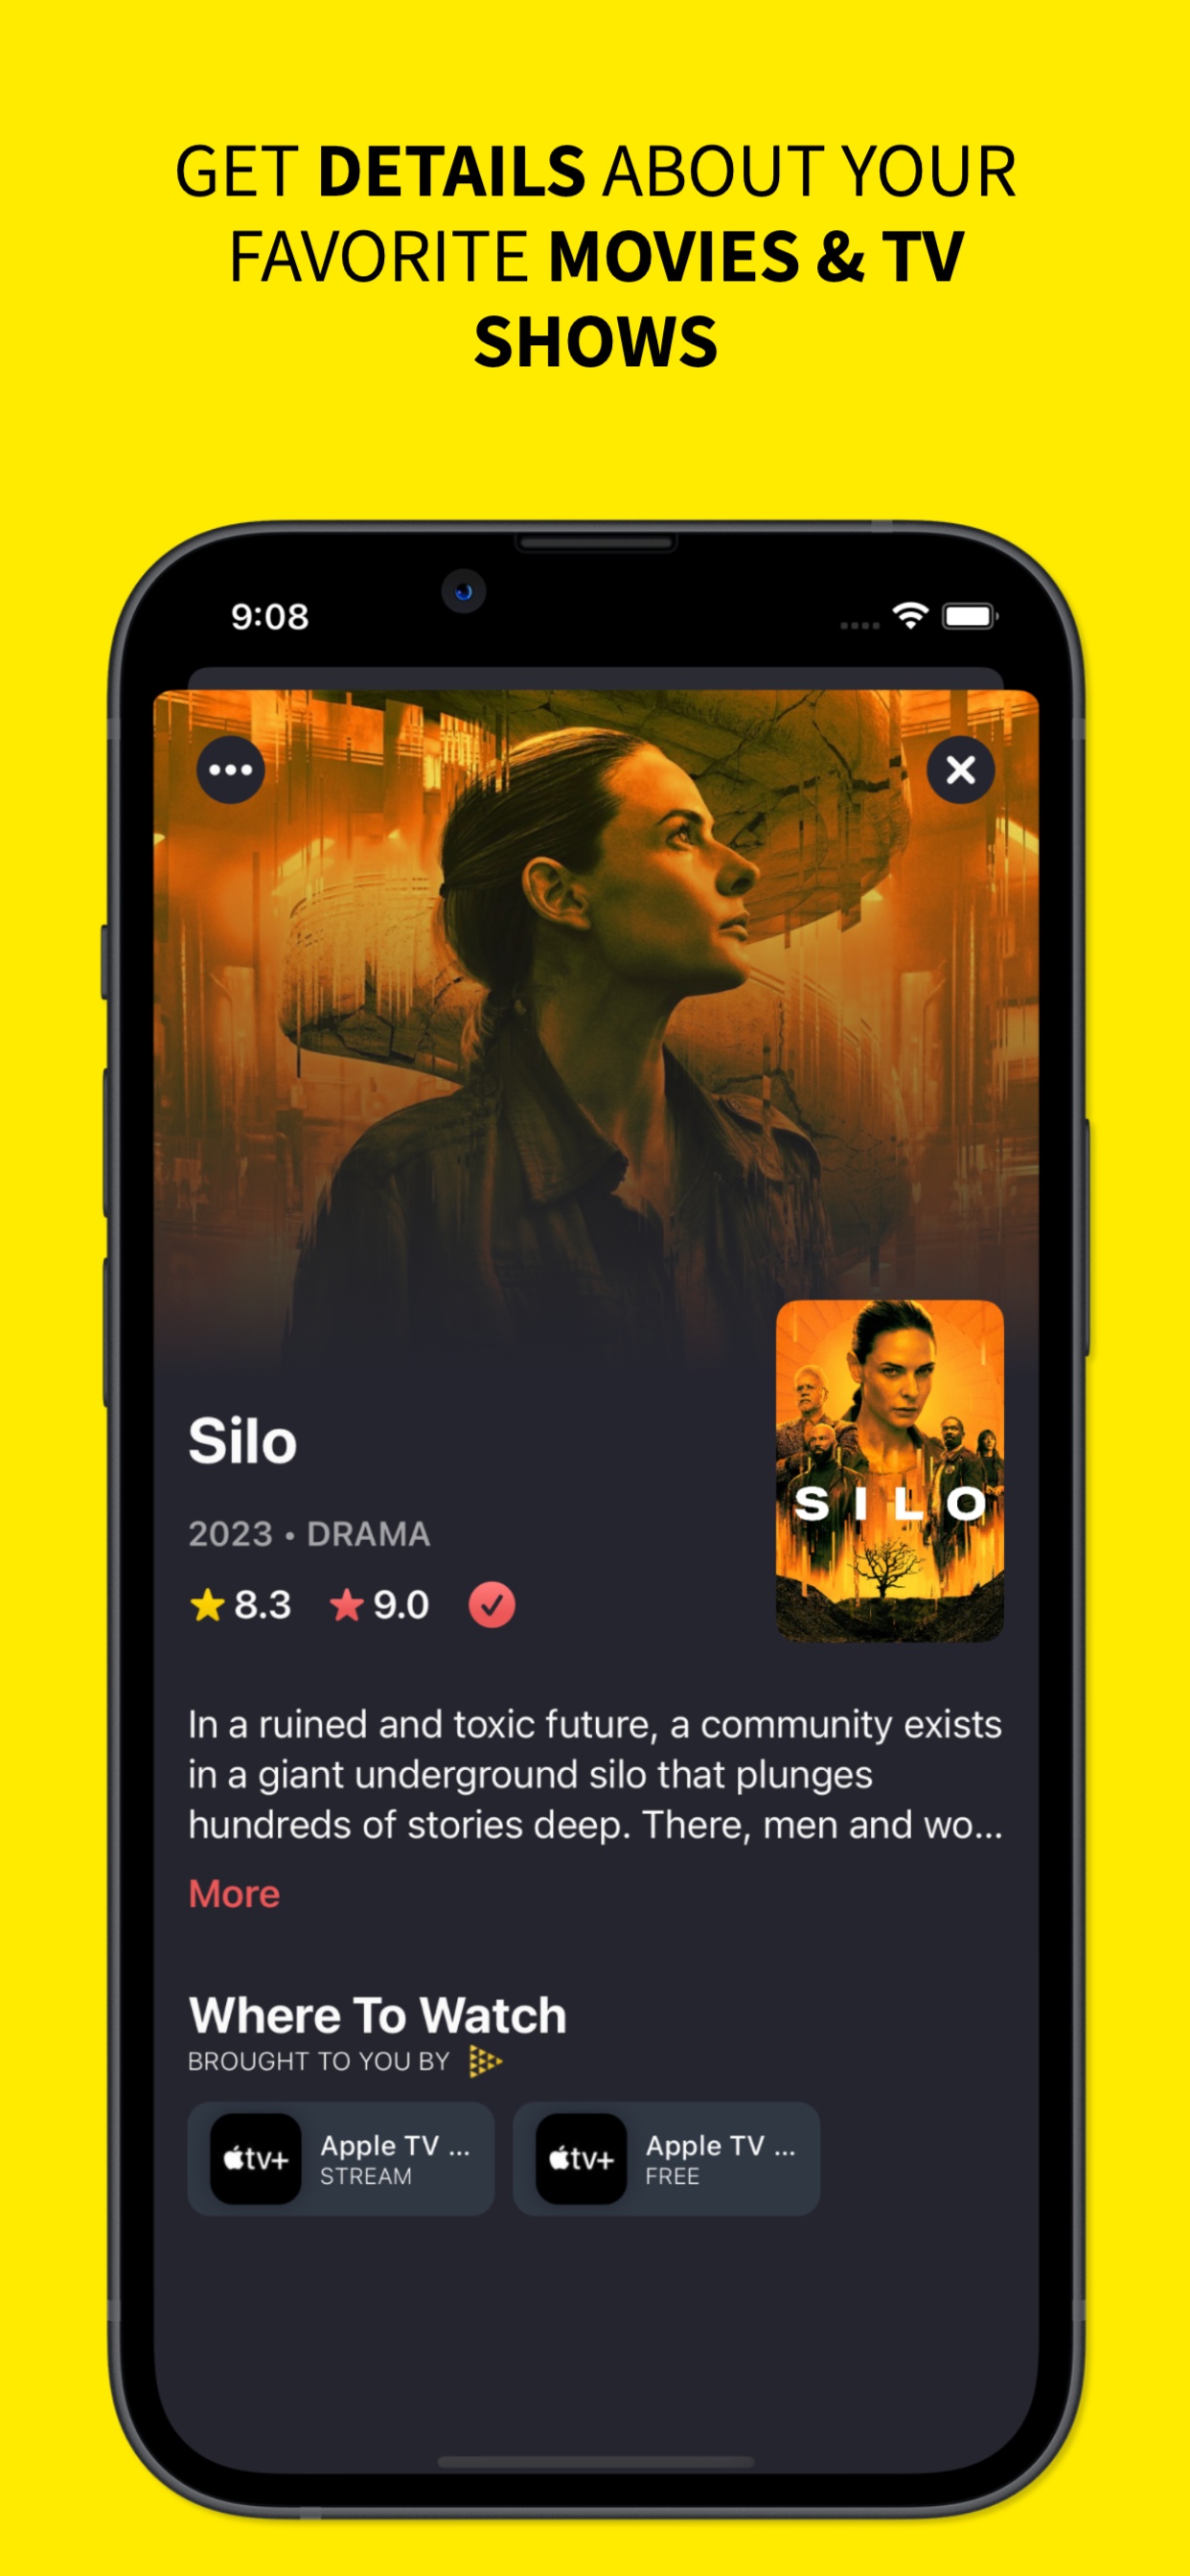 GET DETAILS ABOUT YOUR
FAVORITE MOVIES & TV
SHOWS
9:08
Silo
SILO
2023 • DRAMA
8.3 9.0
In a ruined and toxic future, a community exists
in a giant underground silo that plunges
hundreds of stories deep. There, men and wo...
More
Where To Watch
BROUGHT TO YOU BY
tv+ Apple TV ...
STREAM
tv+ Apple TV ...
FREE